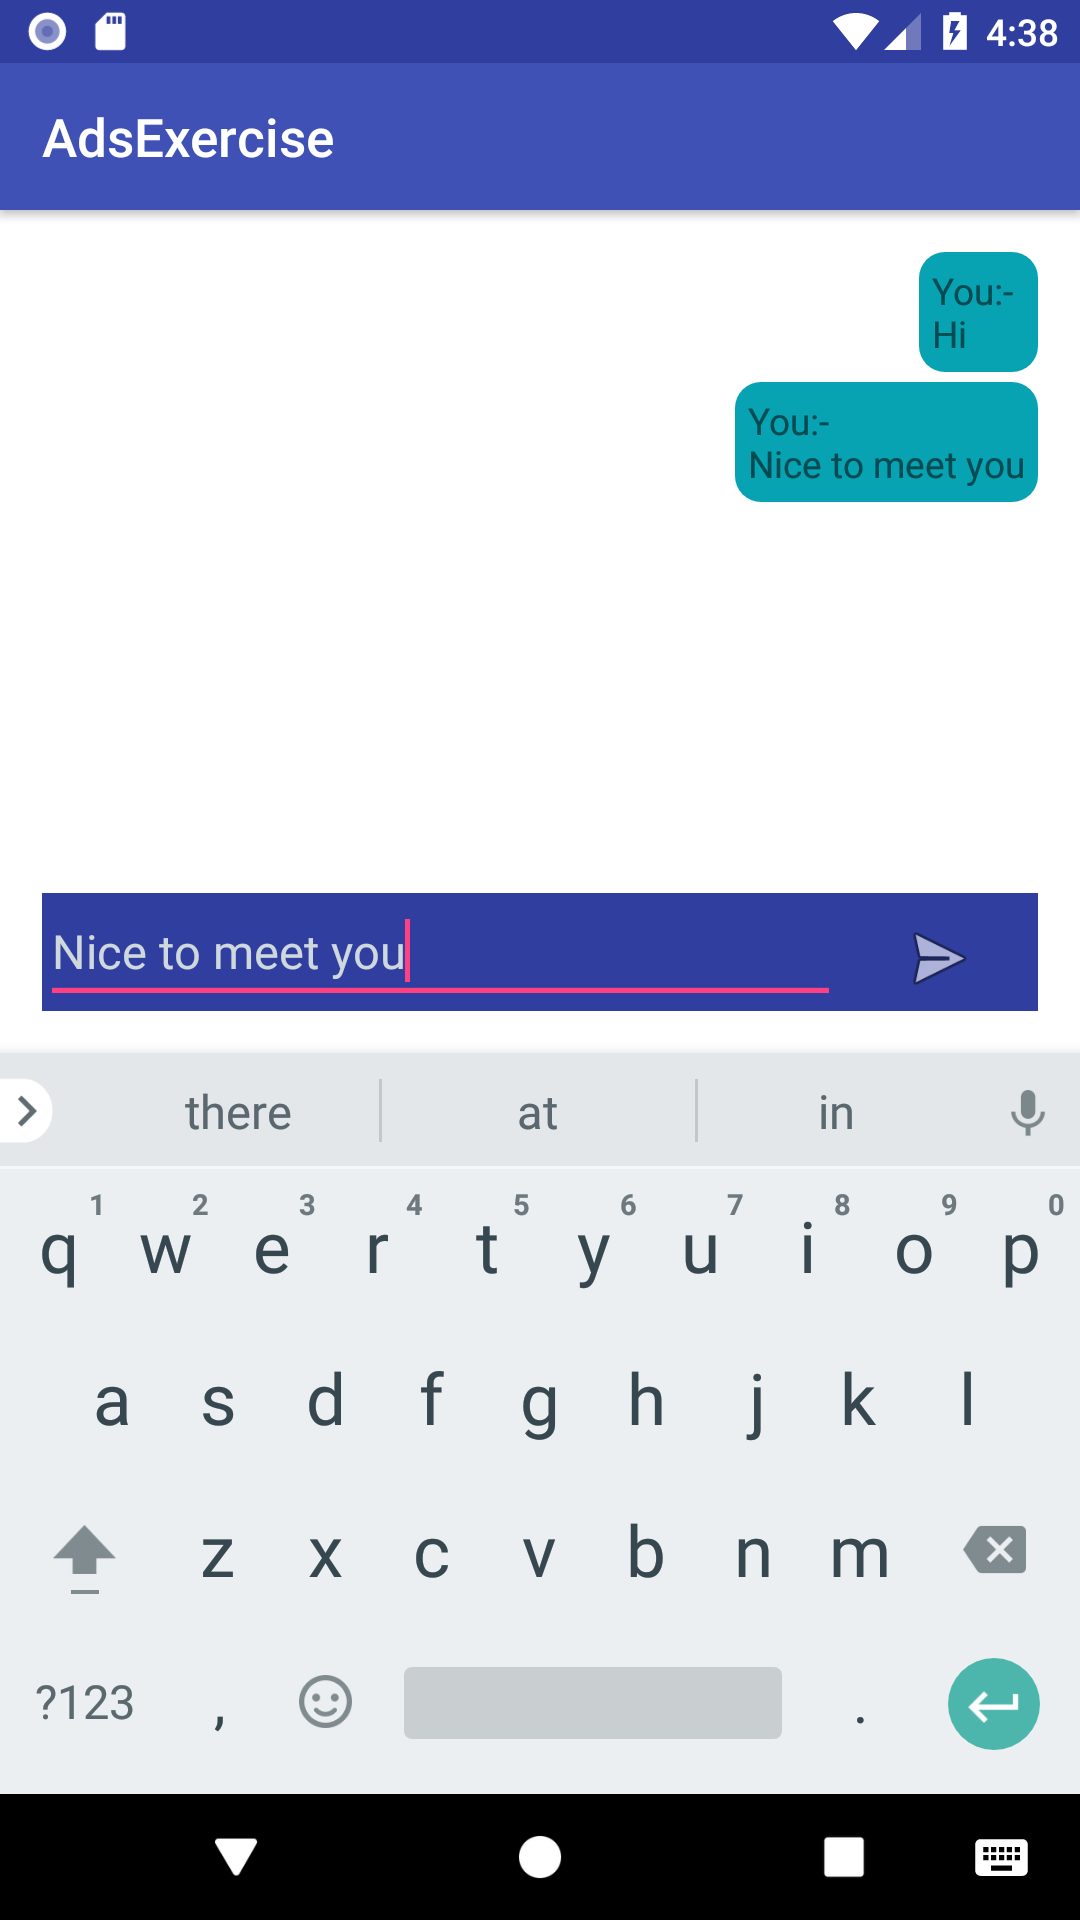 4:38
AdsExercise
You:-
Hi
You:-
Nice to meet you
Nice to meet you
there at in
1 2 3 4 5 6 7 8 9 0
q w e r t y u i o p
a s d f g h j k l
z x c v b n m
?123 , .